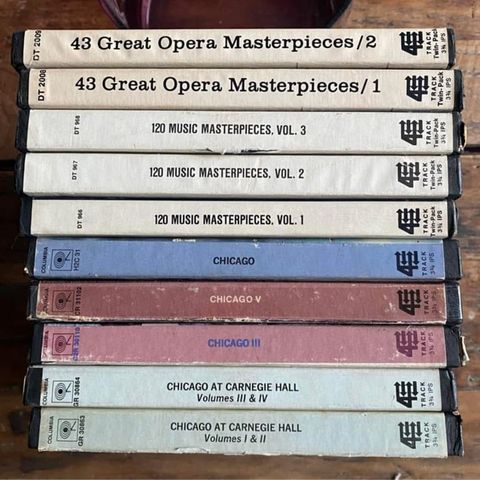 DT 2009
43 Great Opera Masterpieces/2
4 TRACK
Twin-Pack
3¾ IPS
DT 2008
43 Great Opera Masterpieces/1
4 TRACK
Twin-Pack
3¾ IPS
DT 968
120 MUSIC MASTERPIECES, VOL. 3
4 TRACK
Twin-Pack
3¾ IPS
DT 967
120 MUSIC MASTERPIECES, VOL. 2
4 TRACK
Twin-Pack
3¾ IPS
DT 966
120 MUSIC MASTERPIECES, VOL. 1
4 TRACK
Twin-Pack
3¾ IPS
COLUMBIA
H2C 31
CHICAGO
4 TRACK
3¾ IPS
COLUMBIA
CR 31102
CHICAGO V
4 TRACK
3¾ IPS
COLUMBIA
CHICAGO III
4 TRACK
3¾ IPS
COLUMBIA
GR 30864
CHICAGO AT CARNEGIE HALL
Volumes III & IV
4 TRACK
3¾ IPS
COLUMBIA
GR 30863
CHICAGO AT CARNEGIE HALL
Volumes I & II
4 TRACK
3¾ IPS